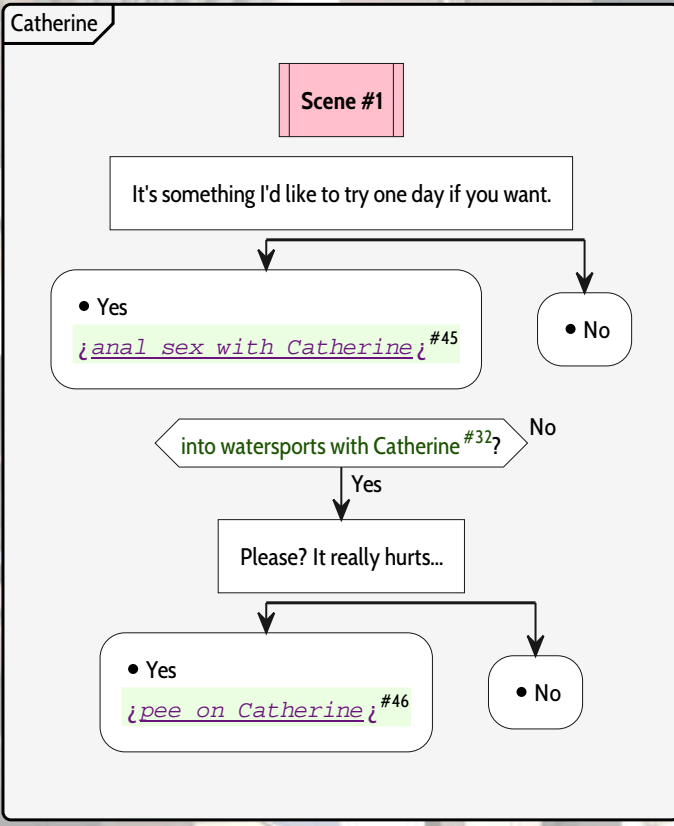 Catherine
Scene #1
It's something I'd like to try one day if you want.
• Yes
¿anal sex with Catherine¿#45
• No
into watersports with Catherine #32?
No
Yes
Please? It really hurts...
• Yes
¿pee on Catherine¿#46
• No